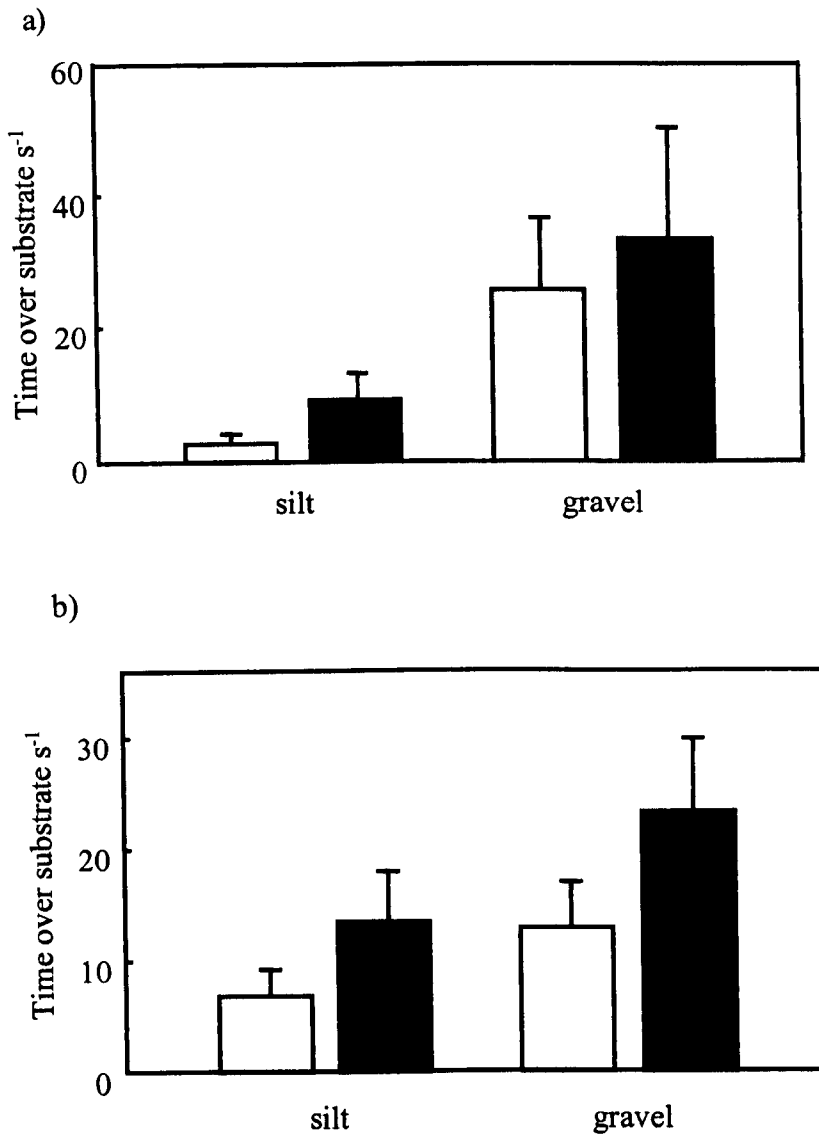 a)
60
40
20
0
Time over substrate s⁻¹
silt gravel
b)
30
20
10
0
Time over substrate s⁻¹
silt gravel